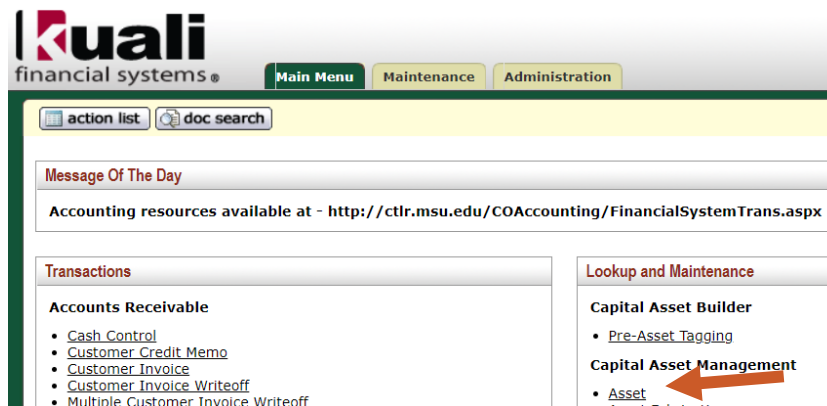 kuali
financial systems ®
Main Menu
Maintenance
Administration
action list
doc search
Message Of The Day
Accounting resources available at - http://ctlr.msu.edu/COAccounting/FinancialSystemTrans.aspx
Transactions
Accounts Receivable
Cash Control
Customer Credit Memo
Customer Invoice
Customer Invoice Writeoff
Multiple Customer Invoice Writeoff
Lookup and Maintenance
Capital Asset Builder
Pre-Asset Tagging
Capital Asset Management
Asset